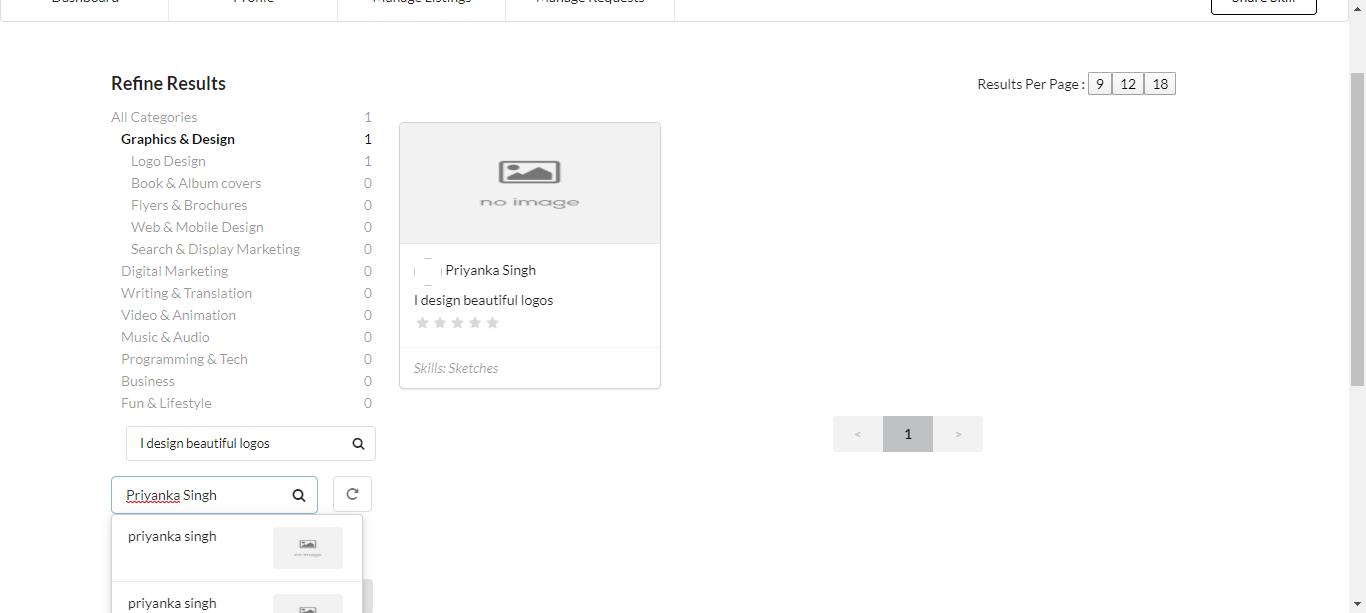 Dashboard
Profile
Manage Listings
Manage Requests
Share Skill
Refine Results
Results Per Page : 9 12 18
All Categories 1
Graphics & Design 1
Logo Design 1
Book & Album covers 0
Flyers & Brochures 0
Web & Mobile Design 0
Search & Display Marketing 0
Digital Marketing 0
Writing & Translation 0
Video & Animation 0
Music & Audio 0
Programming & Tech 0
Business 0
Fun & Lifestyle 0
I design beautiful logos
Priyanka Singh
priyanka singh
no image
priyanka singh
no image
Priyanka Singh
I design beautiful logos
Skills: Sketches
< 1 >